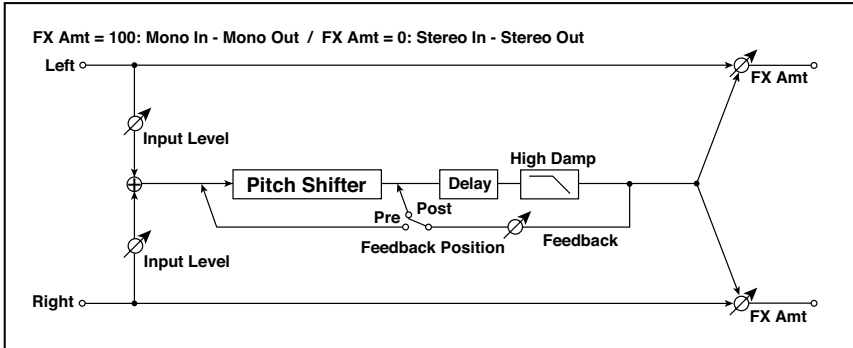 FX Amt = 100: Mono In - Mono Out / FX Amt = 0: Stereo In - Stereo Out
Left
FX Amt
Input Level
High Damp
Pitch Shifter
Delay
Post
Pre
Feedback Position
Feedback
Input Level
Right
FX Amt